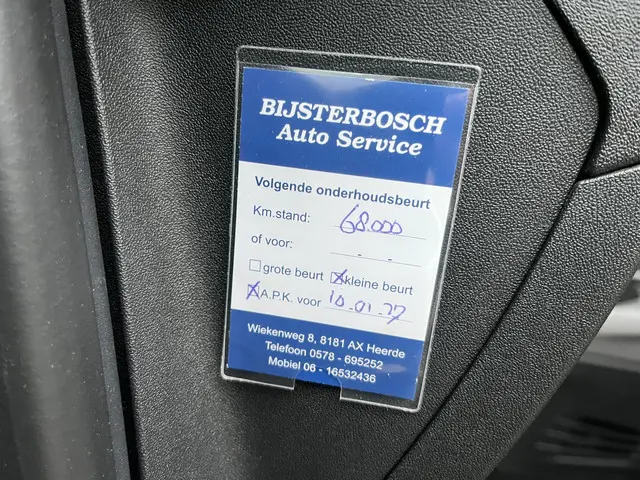 BIJSTERBOSCH
Auto Service
Volgende onderhoudsbeurt
Km.stand: 68.000
of voor: - -
grote beurt kleine beurt
A.P.K. voor 10-01-27
Wiekenweg 8, 8181 AX Heerde
Telefoon 0578 - 695252
Mobiel 06 - 16532436